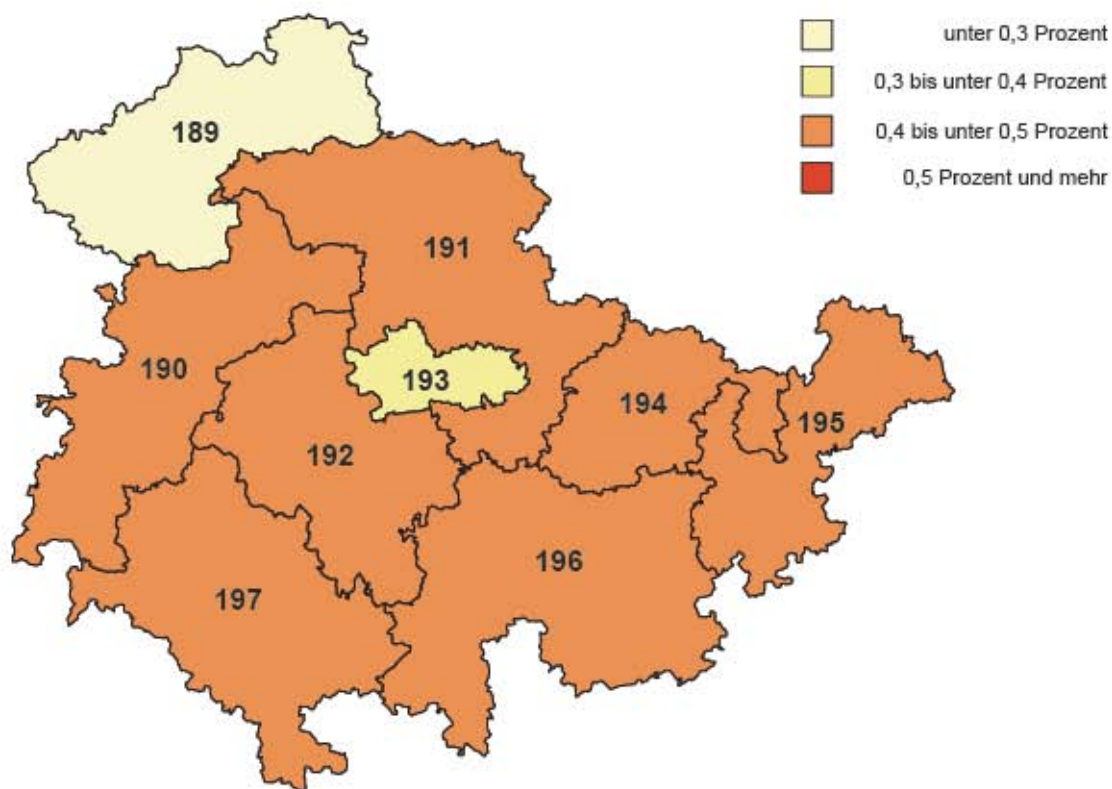 unter 0,3 Prozent
0,3 bis unter 0,4 Prozent
0,4 bis unter 0,5 Prozent
0,5 Prozent und mehr
189
191
190
193
194
195
192
196
197